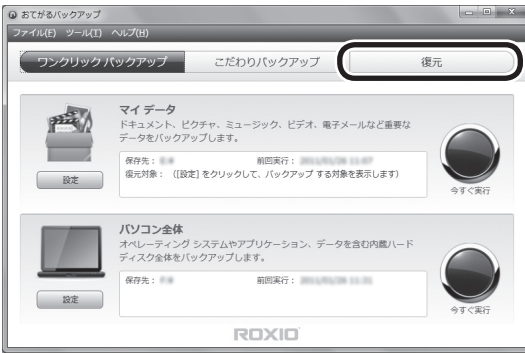 おてがるバックアップ
ファイル(F) ツール(T) ヘルプ(H)
ワンクリックバックアップ こだわりバックアップ 復元
マイ データ
ドキュメント、ピクチャ、ミュージック、ビデオ、電子メールなど重要な
データをバックアップします。
保存先： 前回実行：
復元対象： （[設定] をクリックして、バックアップ する対象を表示します）
設定
今すぐ実行
パソコン全体
オペレーティング システムやアプリケーション、データを含む内蔵ハード
ディスク全体をバックアップします。
保存先： 前回実行：
設定
今すぐ実行
ROXIO